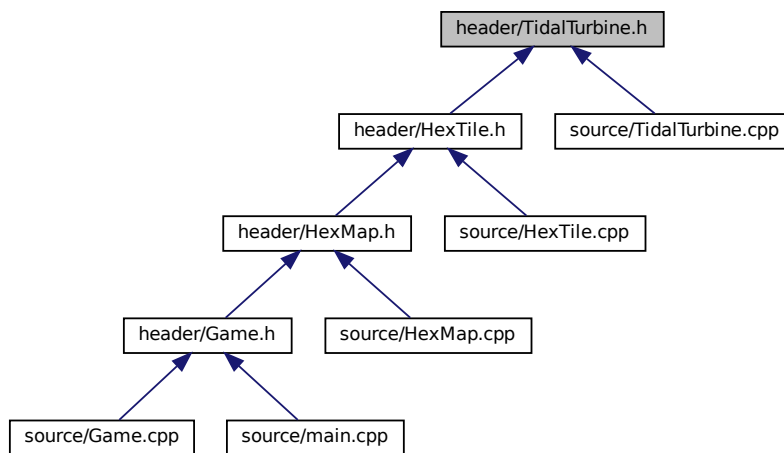 header/TidalTurbine.h
header/HexTile.h
source/TidalTurbine.cpp
header/HexMap.h
source/HexTile.cpp
header/Game.h
source/HexMap.cpp
source/Game.cpp
source/main.cpp